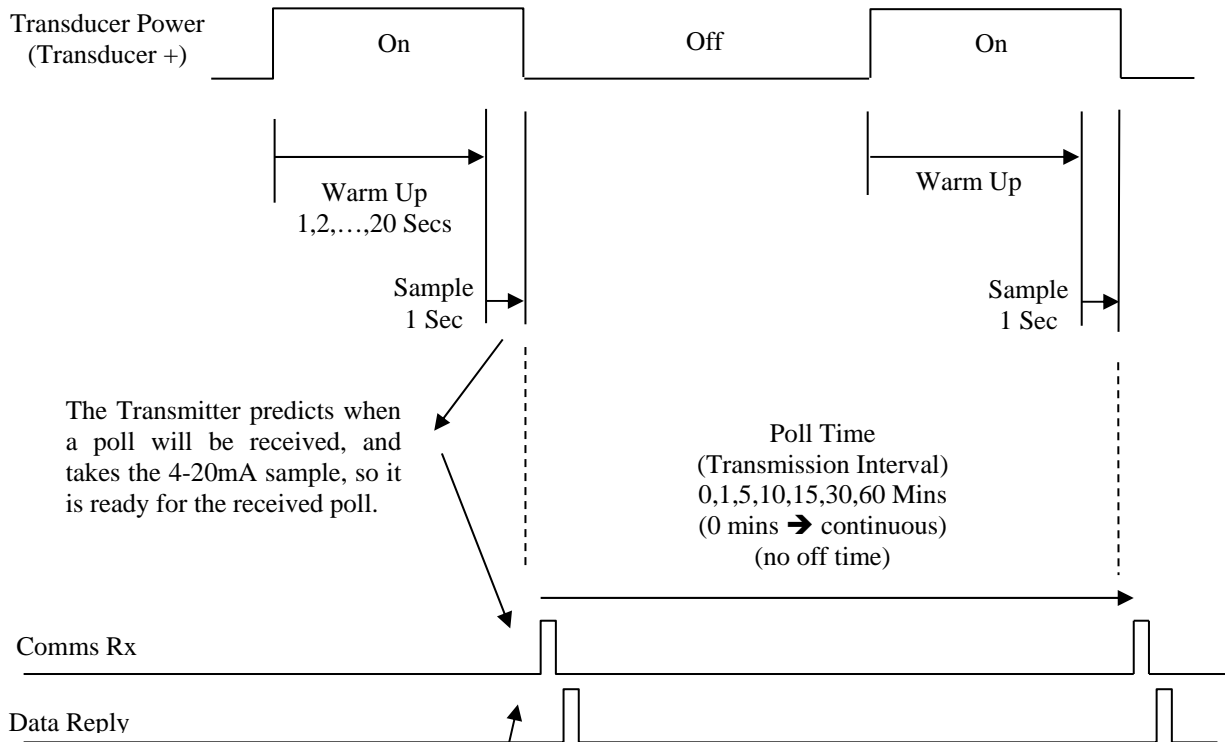 Transducer Power
(Transducer +)
On
Off
On
Warm Up
1,2,…,20 Secs
Warm Up
Sample
1 Sec
Sample
1 Sec
The Transmitter predicts when
a poll will be received, and
takes the 4-20mA sample, so it
is ready for the received poll.
Poll Time
(Transmission Interval)
0,1,5,10,15,30,60 Mins
(0 mins ➔ continuous)
(no off time)
Comms Rx
Data Reply